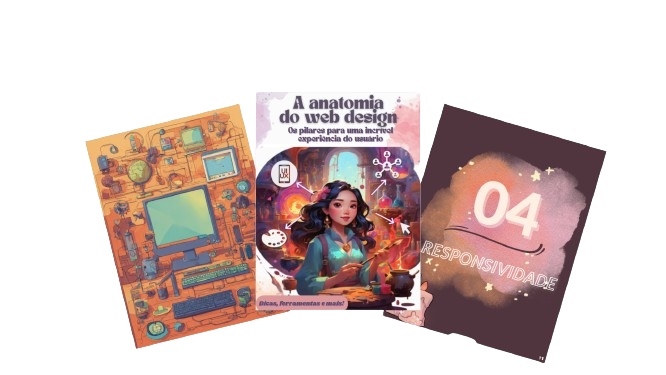 A anatomia
do web design
Os pilares para uma incrível
experiência do usuário
UI
UX
Dicas, ferramentas e mais!
04
RESPONSIVIDADE